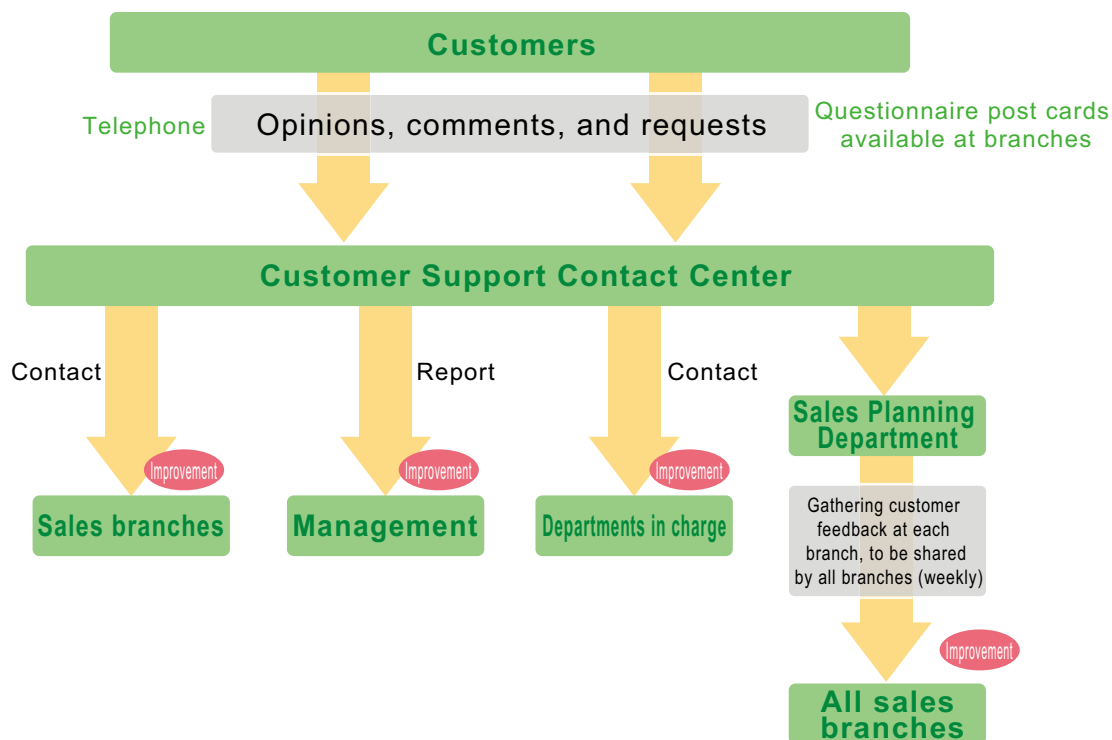 Customers
Telephone
Opinions, comments, and requests
Questionnaire post cards
available at branches
Customer Support Contact Center
Contact
Report
Contact
Sales Planning
Department
Improvement
Improvement
Improvement
Sales branches
Management
Departments in charge
Gathering customer
feedback at each
branch, to be shared
by all branches (weekly)
Improvement
All sales
branches